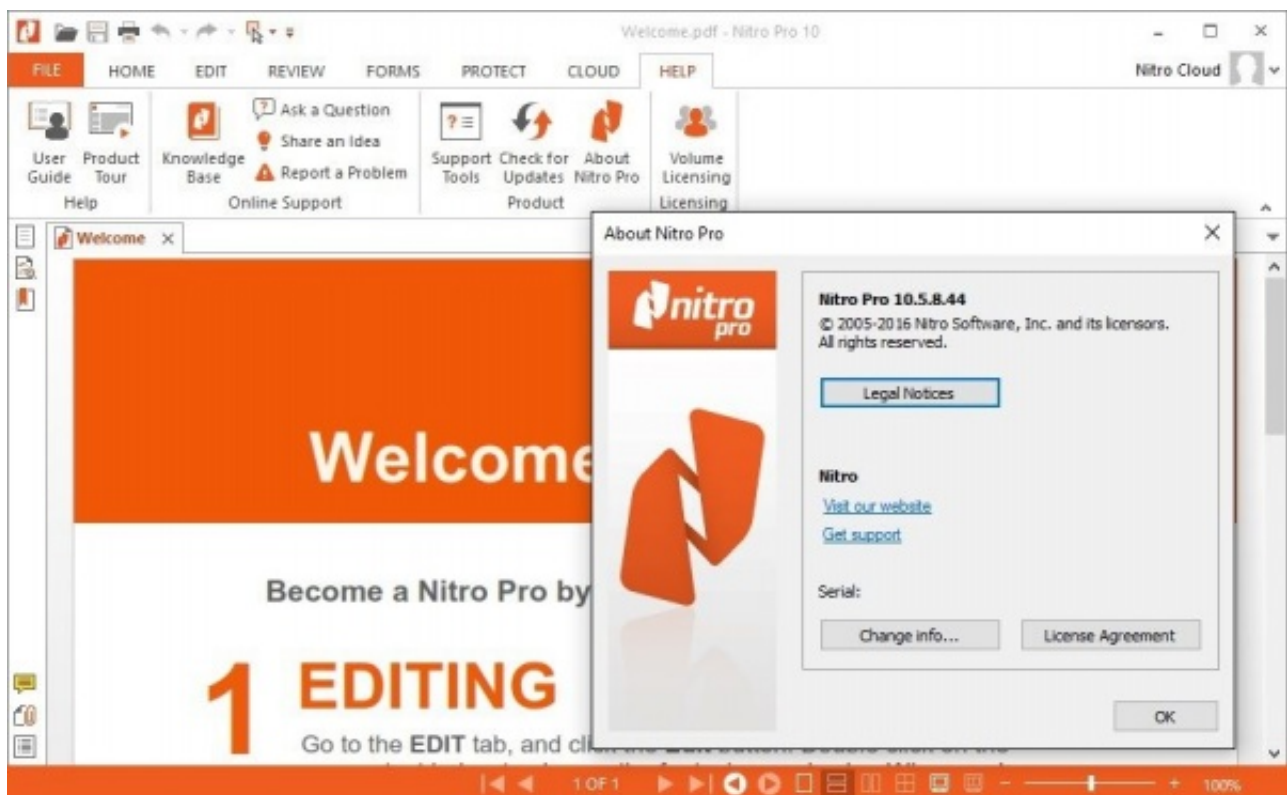 Welcome.pdf - Nitro Pro 10
FILE HOME EDIT REVIEW FORMS PROTECT CLOUD HELP Nitro Cloud
User Guide
Product Tour
Help
Knowledge Base
Ask a Question
Share an Idea
Report a Problem
Online Support
Support Tools
Check for Updates
About Nitro Pro
Product
Volume Licensing
Licensing
Welcome
Welcome
Become a Nitro Pro by
1 EDITING
Go to the EDIT tab, and
About Nitro Pro
nitro
pro
Nitro Pro 10.5.8.44
© 2005-2016 Nitro Software, Inc. and its licensors.
All rights reserved.
Legal Notices
Nitro
Visit our website
Get support
Serial:
Change info... License Agreement
OK
1 OF 1
100%